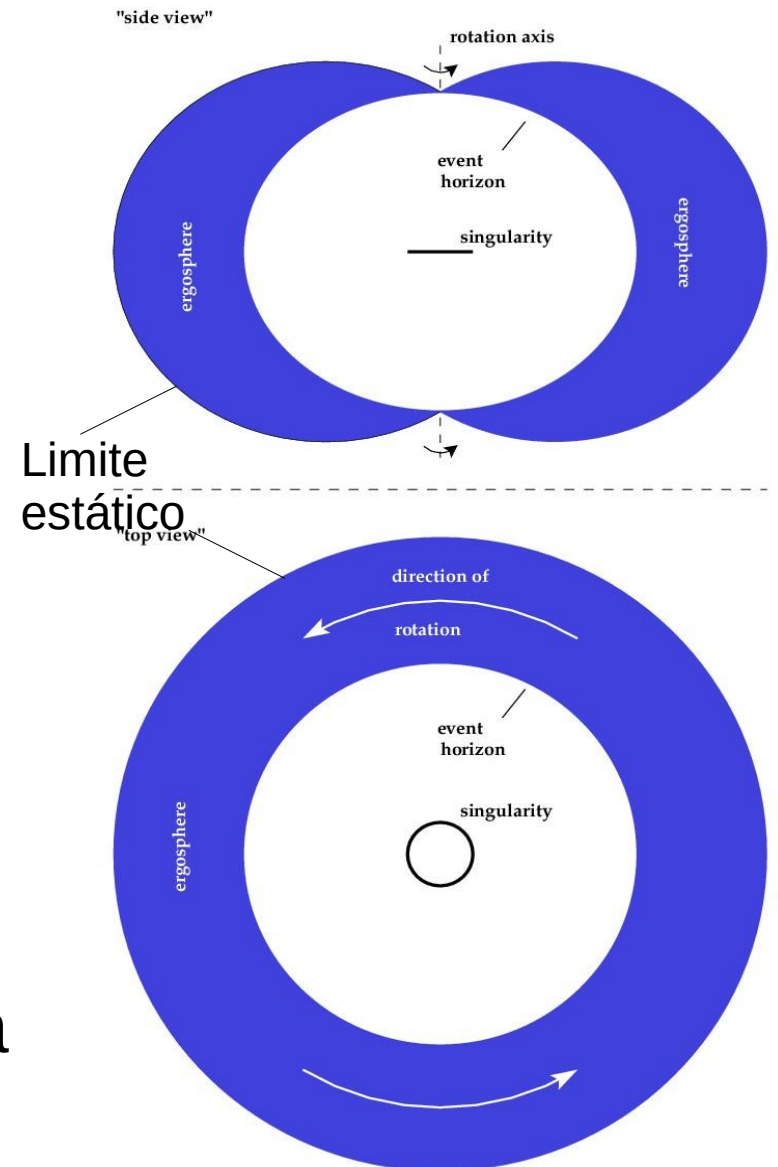 "side view"
rotation axis
event
horizon
singularity
ergosphere
ergosphere
Limite
estático
"top view"
direction of
rotation
event
horizon
singularity
ergosphere
a